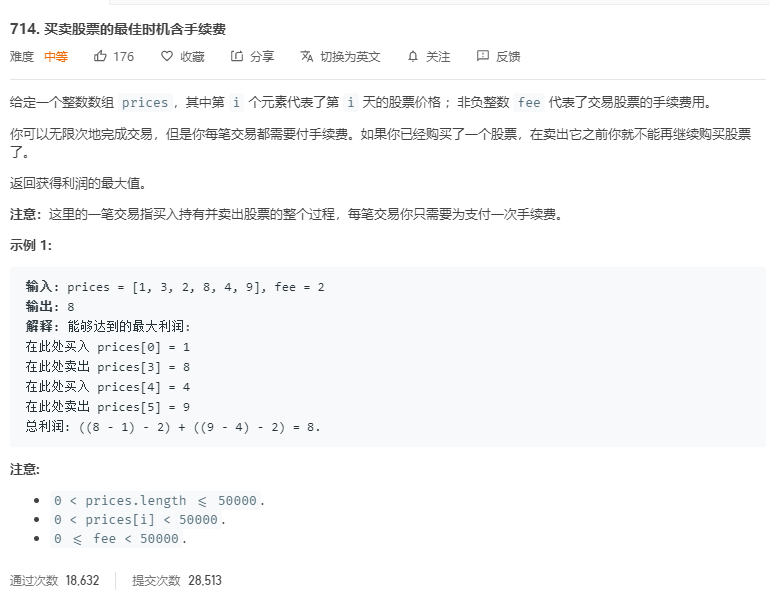 714. 买卖股票的最佳时机含手续费
难度 中等 176 收藏 分享 切换为英文 关注 反馈
给定一个整数数组 prices，其中第 i 个元素代表了第 i 天的股票价格 ；非负整数 fee 代表了交易股票的手续费用。
你可以无限次地完成交易，但是你每笔交易都需要付手续费。如果你已经购买了一个股票，在卖出它之前你就不能再继续购买股票
了。
返回获得利润的最大值。
注意：这里的一笔交易指买入持有并卖出股票的整个过程，每笔交易你只需要为支付一次手续费。
示例 1:
输入: prices = [1, 3, 2, 8, 4, 9], fee = 2
输出: 8
解释: 能够达到的最大利润:
在此处买入 prices[0] = 1
在此处卖出 prices[3] = 8
在此处买入 prices[4] = 4
在此处卖出 prices[5] = 9
总利润: ((8 - 1) - 2) + ((9 - 4) - 2) = 8.
注意:
• 0 < prices.length <= 50000.
• 0 < prices[i] < 50000.
• 0 <= fee < 50000.
通过次数 18,632 提交次数 28,513